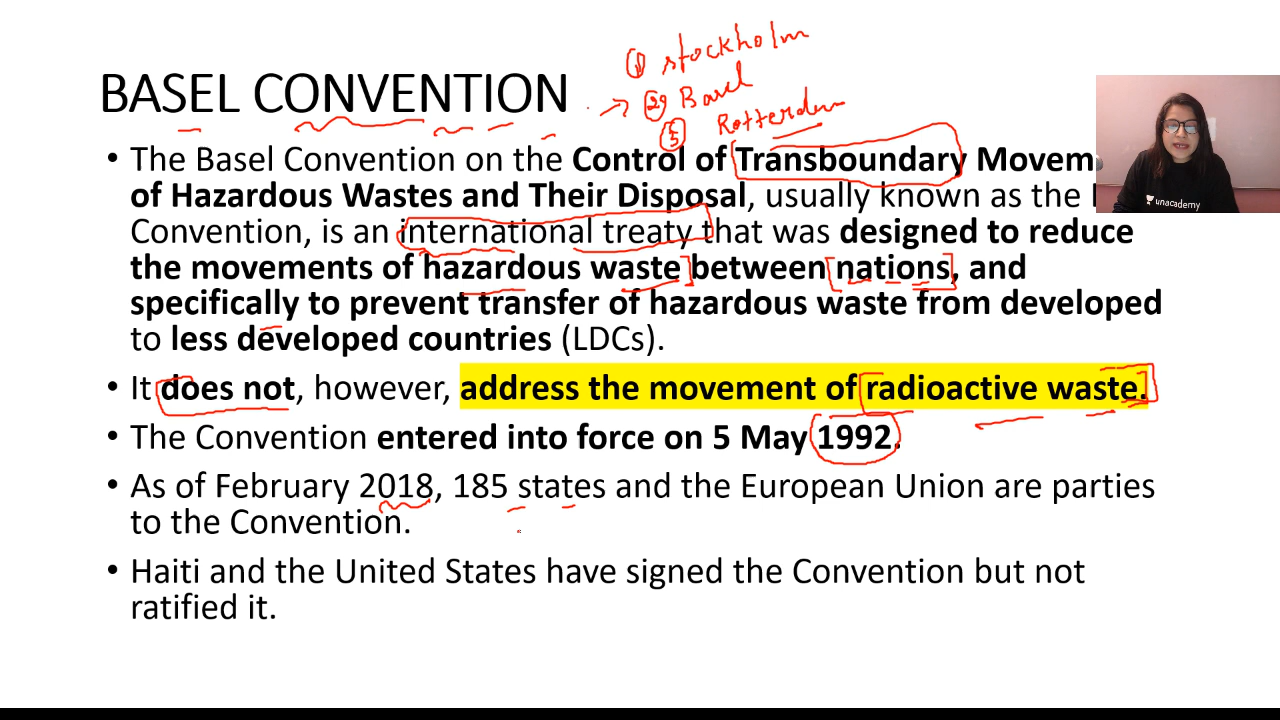 ① stockholm
BASEL CONVENTION
→ ② Basel
③ Rotterdam
• The Basel Convention on the Control of Transboundary Movem
of Hazardous Wastes and Their Disposal, usually known as the
Convention, is an international treaty that was designed to reduce
the movements of hazardous waste between nations, and
specifically to prevent transfer of hazardous waste from developed
to less developed countries (LDCs).
• It does not, however, address the movement of radioactive waste.
• The Convention entered into force on 5 May 1992.
• As of February 2018, 185 states and the European Union are parties
to the Convention.
• Haiti and the United States have signed the Convention but not
ratified it.
unacademy